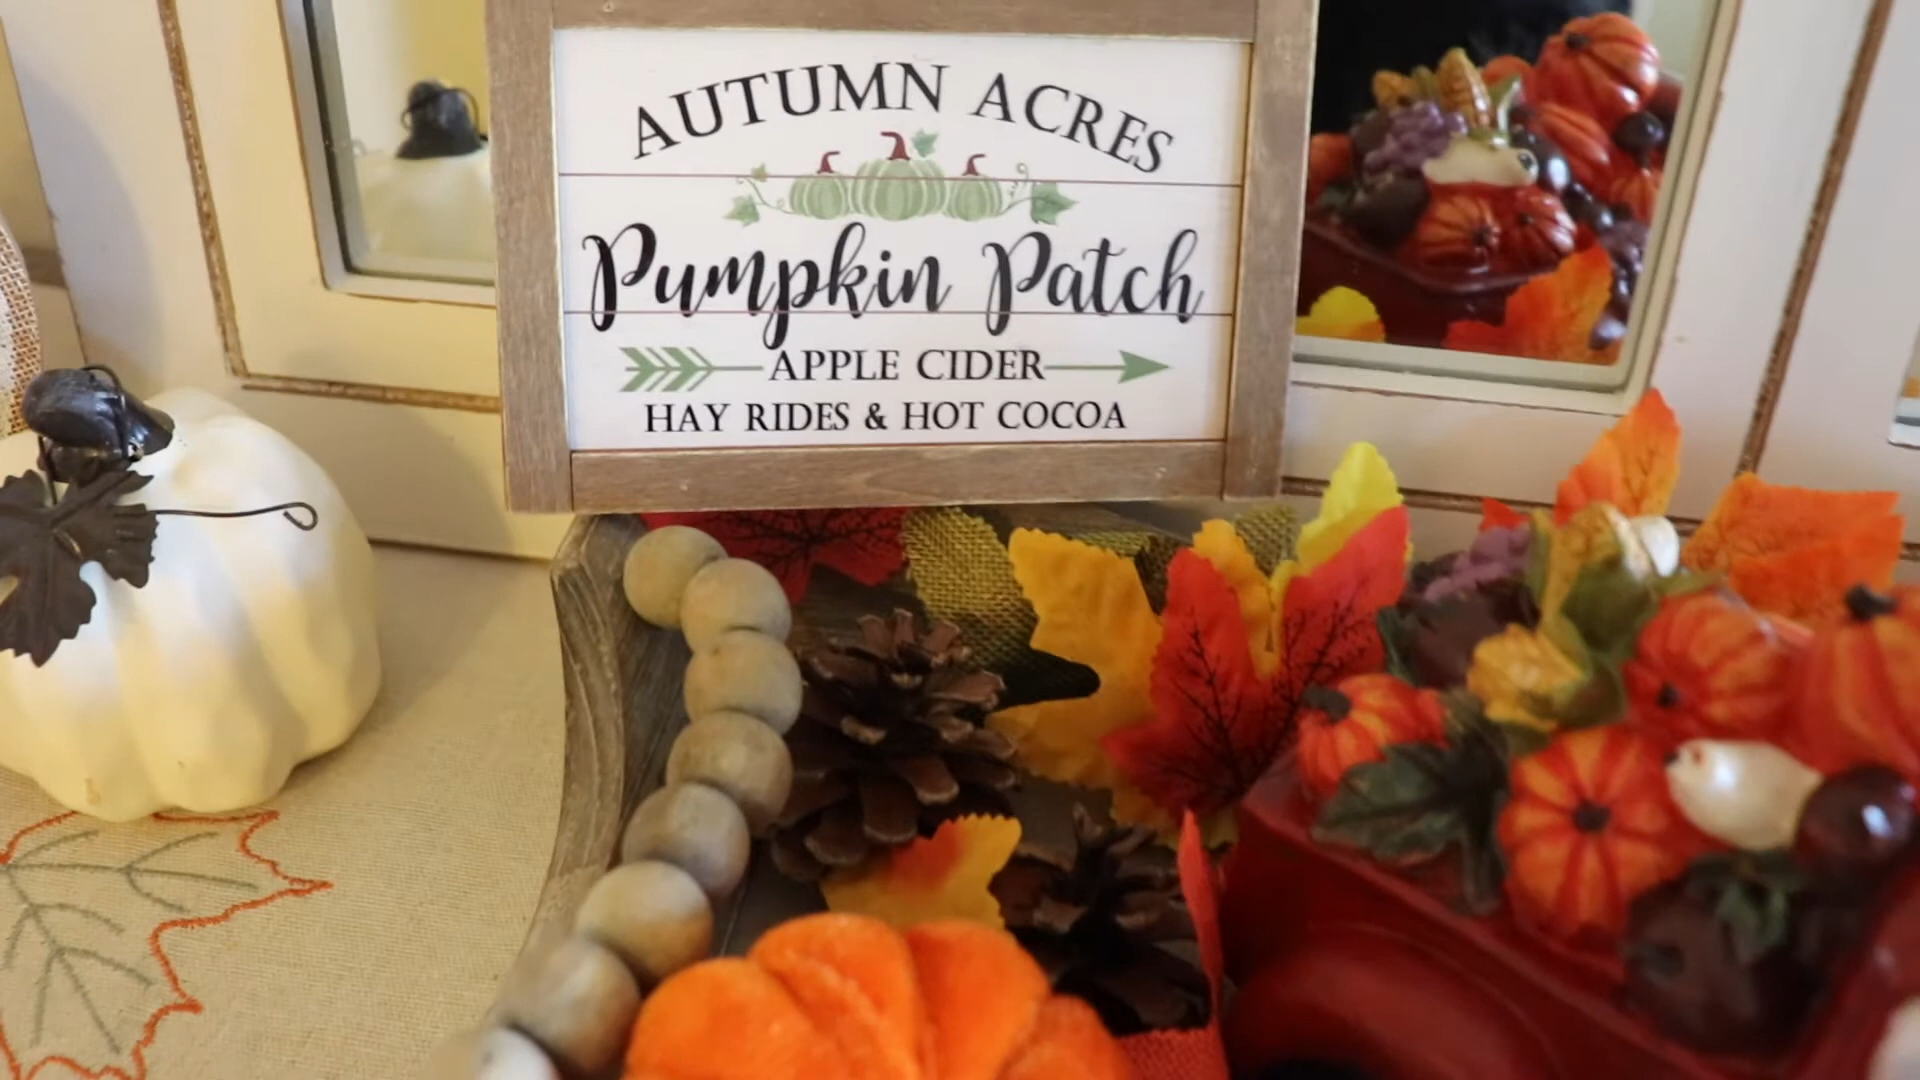 AUTUMN ACRES
Pumpkin Patch
APPLE CIDER
HAY RIDES & HOT COCOA